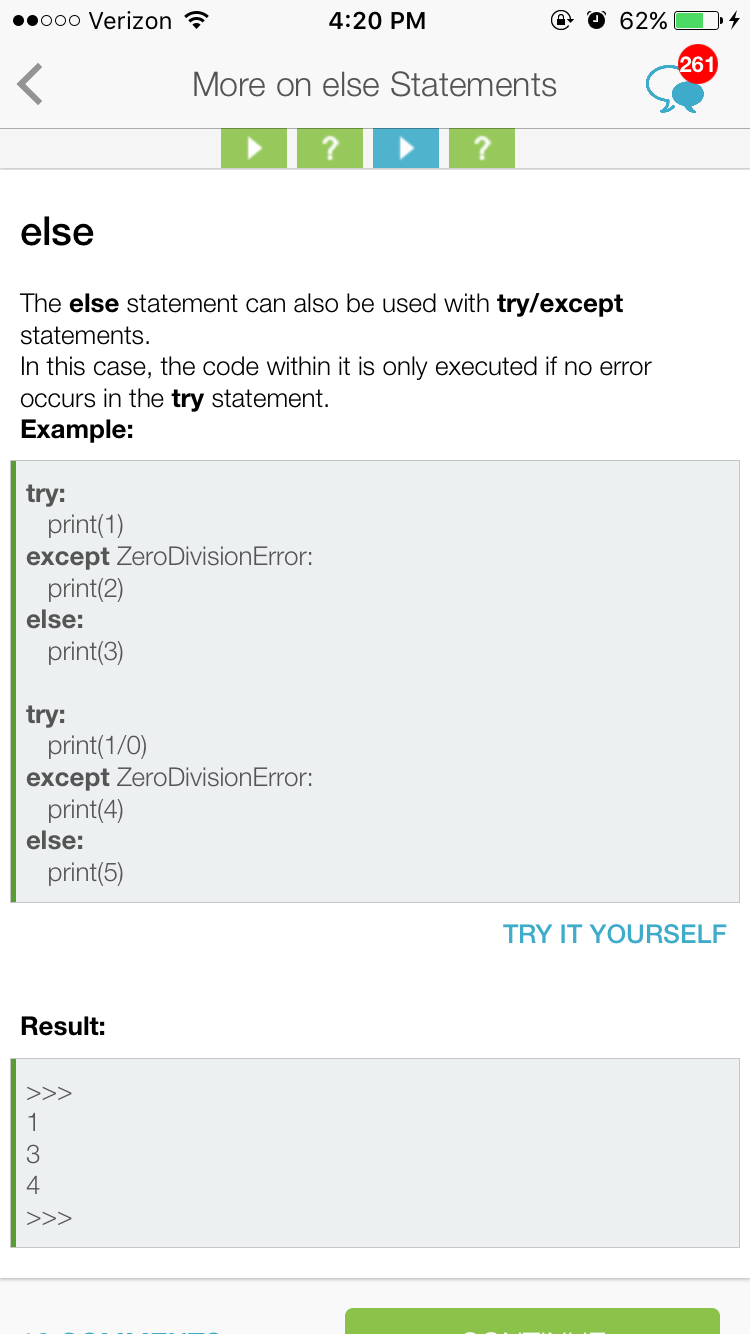 Verizon 4:20 PM 62%
More on else Statements 261
? ?
else
The else statement can also be used with try/except
statements.
In this case, the code within it is only executed if no error
occurs in the try statement.
Example:
try:
print(1)
except ZeroDivisionError:
print(2)
else:
print(3)
try:
print(1/0)
except ZeroDivisionError:
print(4)
else:
print(5)
TRY IT YOURSELF
Result:
>>>
1
3
4
>>>